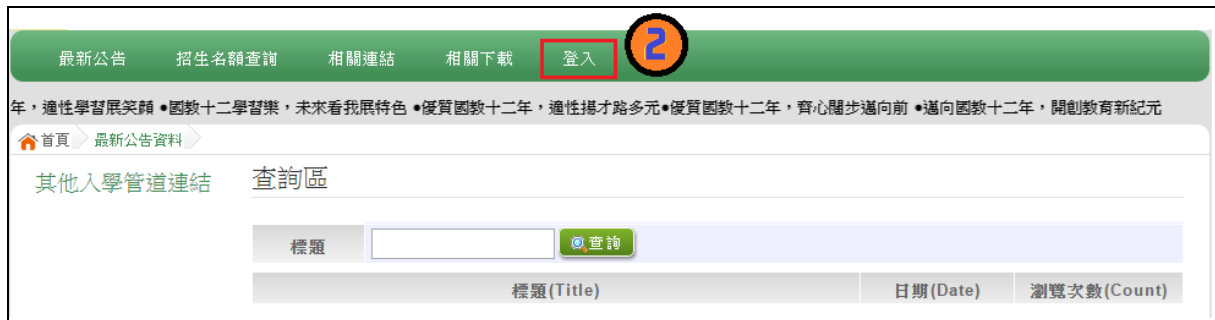 最新公告 招生名額查詢 相關連結 相關下載 登入 2
年，適性學習展笑顏 •國教十二學習樂，未來看我展特色 •優質國教十二年，適性揚才路多元•優質國教十二年，齊心闊步邁向前 •邁向國教十二年，開創教育新紀元
首頁 最新公告資料
其他入學管道連結 查詢區
標題 查詢
標題(Title) 日期(Date) 瀏覽次數(Count)